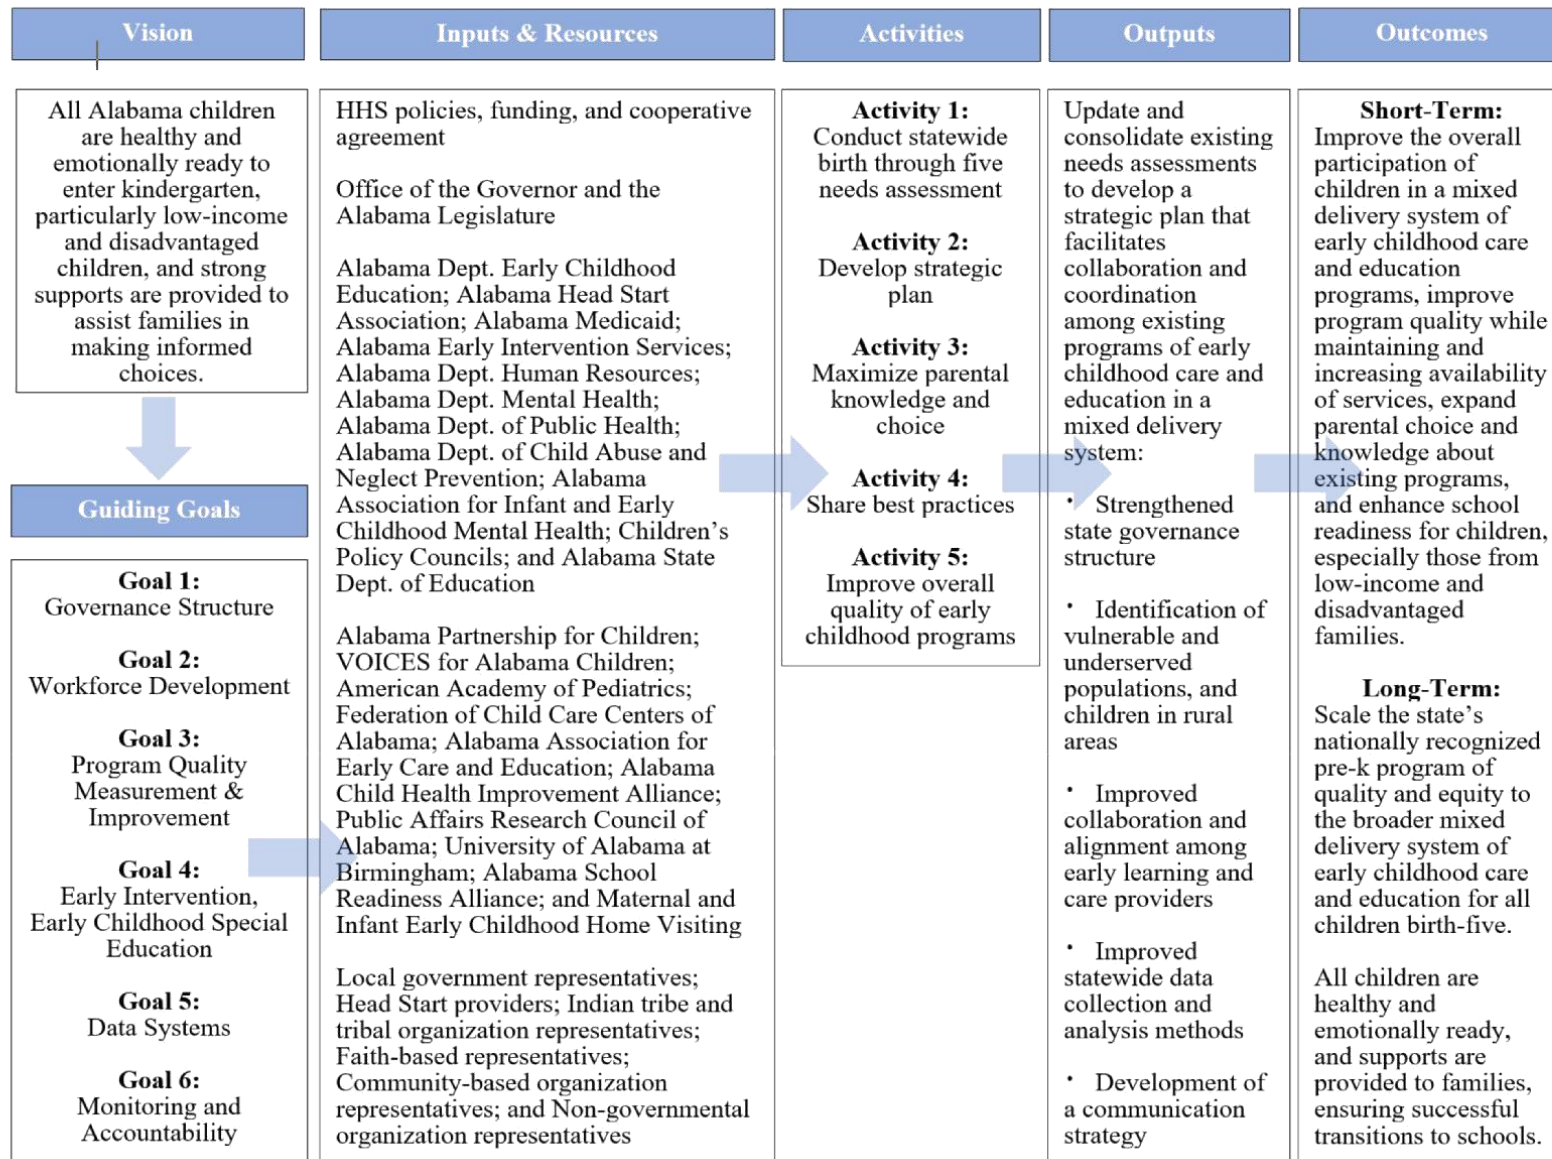 Vision
All Alabama children
are healthy and
emotionally ready to
enter kindergarten,
particularly low-income
and disadvantaged
children, and strong
supports are provided to
assist families in
making informed
choices.
Guiding Goals
Goal 1:
Governance Structure
Goal 2:
Workforce Development
Goal 3:
Program Quality
Measurement &
Improvement
Goal 4:
Early Intervention,
Early Childhood Special
Education
Goal 5:
Data Systems
Goal 6:
Monitoring and
Accountability
Inputs & Resources
HHS policies, funding, and cooperative
agreement
Office of the Governor and the
Alabama Legislature
Alabama Dept. Early Childhood
Education; Alabama Head Start
Association; Alabama Medicaid;
Alabama Early Intervention Services;
Alabama Dept. Human Resources;
Alabama Dept. Mental Health;
Alabama Dept. of Public Health;
Alabama Dept. of Child Abuse and
Neglect Prevention; Alabama
Association for Infant and Early
Childhood Mental Health; Children's
Policy Councils; and Alabama State
Dept. of Education
Alabama Partnership for Children;
VOICES for Alabama Children;
American Academy of Pediatrics;
Federation of Child Care Centers of
Alabama; Alabama Association for
Early Care and Education; Alabama
Child Health Improvement Alliance;
Public Affairs Research Council of
Alabama; University of Alabama at
Birmingham; Alabama School
Readiness Alliance; and Maternal and
Infant Early Childhood Home Visiting
Local government representatives;
Head Start providers; Indian tribe and
tribal organization representatives;
Faith-based representatives;
Community-based organization
representatives; and Non-governmental
organization representatives
Activities
Activity 1:
Conduct statewide
birth through five
needs assessment
Activity 2:
Develop strategic
plan
Activity 3:
Maximize parental
knowledge and
choice
Activity 4:
Share best practices
Activity 5:
Improve overall
quality of early
childhood programs
Outputs
Update and
consolidate existing
needs assessments
to develop a
strategic plan that
facilitates
collaboration and
coordination
among existing
programs of early
childhood care and
education in a
mixed delivery
system:
· Strengthened
state governance
structure
· Identification of
vulnerable and
underserved
populations, and
children in rural
areas
· Improved
collaboration and
alignment among
early learning and
care providers
· Improved
statewide data
collection and
analysis methods
· Development of
a communication
strategy
Outcomes
Short-Term:
Improve the overall
participation of
children in a mixed
delivery system of
early childhood care
and education
programs, improve
program quality while
maintaining and
increasing availability
of services, expand
parental choice and
knowledge about
existing programs,
and enhance school
readiness for children,
especially those from
low-income and
disadvantaged
families.
Long-Term:
Scale the state's
nationally recognized
pre-k program of
quality and equity to
the broader mixed
delivery system of
early childhood care
and education for all
children birth-five.
All children are
healthy and
emotionally ready,
and supports are
provided to families,
ensuring successful
transitions to schools.